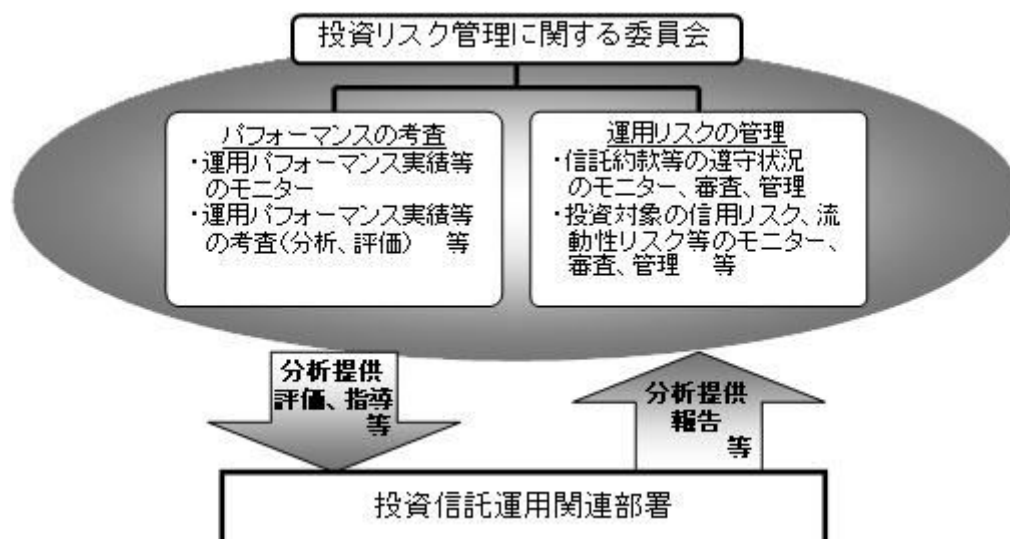 投資リスク管理に関する委員会
パフォーマンスの考査
・運用パフォーマンス実績等
のモニター
・運用パフォーマンス実績等
の考査(分析、評価) 等
運用リスクの管理
・信託約款等の遵守状況
のモニター、審査、管理
・投資対象の信用リスク、流
動性リスク等のモニター、
審査、管理 等
分析提供
評価、指導
等
分析提供
報告
等
投資信託運用関連部署